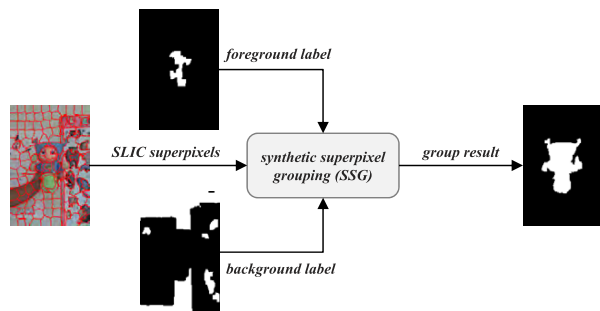 foreground label
SLIC superpixels
synthetic superpixel
grouping (SSG)
group result
background label